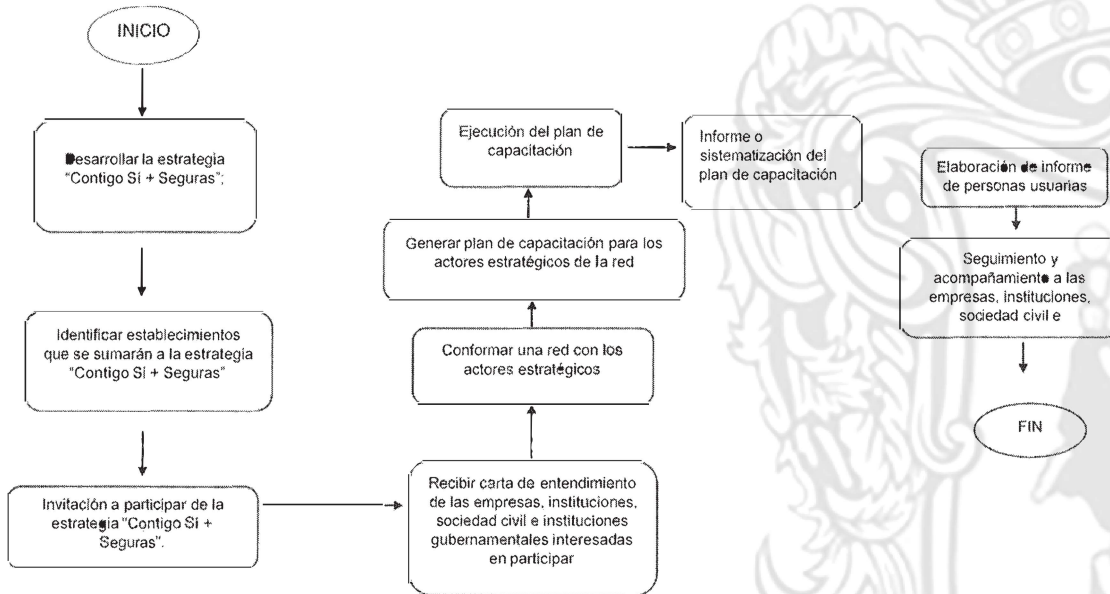 INICIO
Desarrollar la estrategia
"Contigo Sí + Seguras";
Identificar establecimientos
que se sumarán a la estrategia
"Contigo Sí + Seguras"
Invitación a participar de la
estrategia "Contigo Sí +
Seguras".
Recibir carta de entendimiento
de las empresas, instituciones,
sociedad civil e instituciones
gubernamentales interesadas
en participar
Conformar una red con los
actores estratégicos
Generar plan de capacitación para los
actores estratégicos de la red
Ejecución del plan de
capacitación
Informe o
sistematización del
plan de capacitación
Elaboración de informe
de personas usuarias
Seguimiento y
acompañamiento a las
empresas, instituciones,
sociedad civil e
FIN